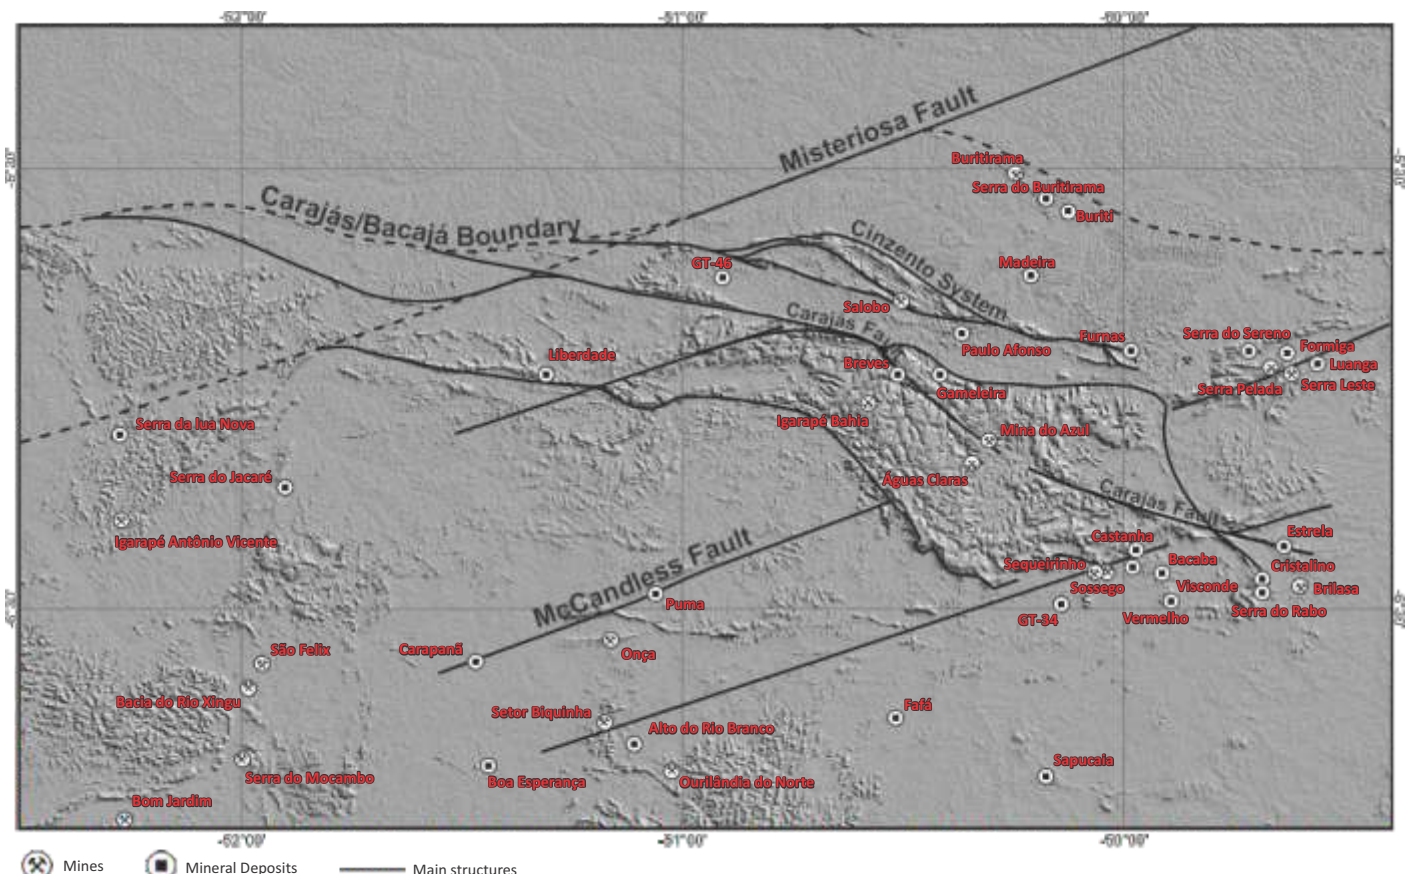 -52°00'
-51°00'
-50°00'
Misteriosa Fault
Buritirama
Serra do Buritirama
Buriti
Carajás/Bacajá Boundary
Cinzento System
GT-46
Madeira
Salobo
Carajás Fa
Furnas
Serra do Sereno
Formiga
Paulo Afonso
Liberdade
Breves
Luanga
Serra Pelada
Serra Leste
Gameleira
Igarapé Bahia
Mina do Azul
Serra da lua Nova
Serra do Jacaré
Águas Claras
Carajás Fault
Igarapé Antônio Vicente
Castanha
Estrela
Sequeirinho
Bacaba
Cristalino
McCandless Fault
Puma
Sossego
Visconde
Brilasa
GT-34
Vermelho
Serra do Rabo
São Felix
Carapanã
Onça
Bacia do Rio Xingu
Setor Biquinha
Fafá
Alto do Rio Branco
Serra do Mocambo
Boa Esperança
Ourilândia do Norte
Sapucaia
Bom Jardim
-52°00'
-51°00'
-50°00'
Mines
Mineral Deposits
Main structures